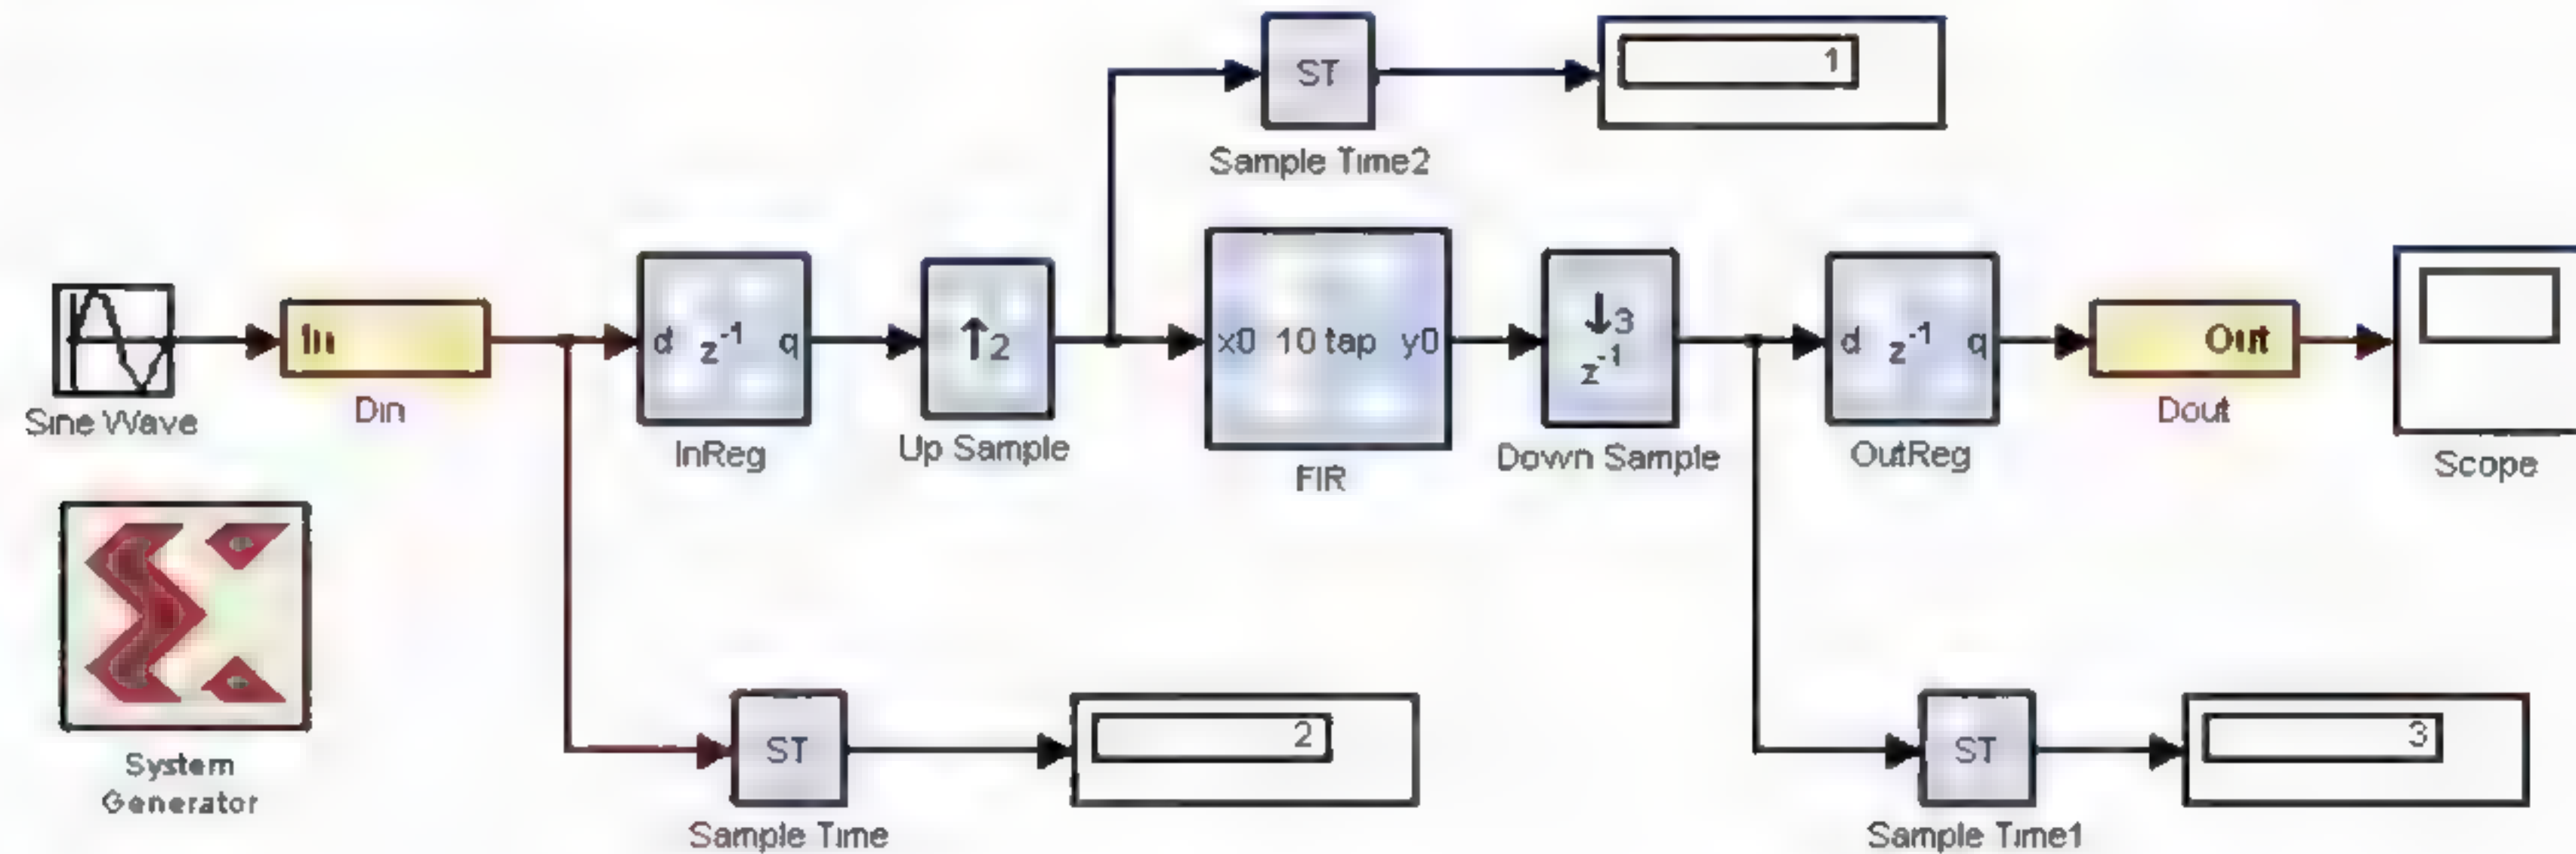 ST
1
Sample Time2
Sine Wave
In
Din
d z-1 q
InReg
↑2
Up Sample
x0 10 tap y0
FIR
↓3
z-1
Down Sample
d z-1 q
OutReg
Out
Dout
Scope
System
Generator
ST
2
Sample Time
ST
3
Sample Time1